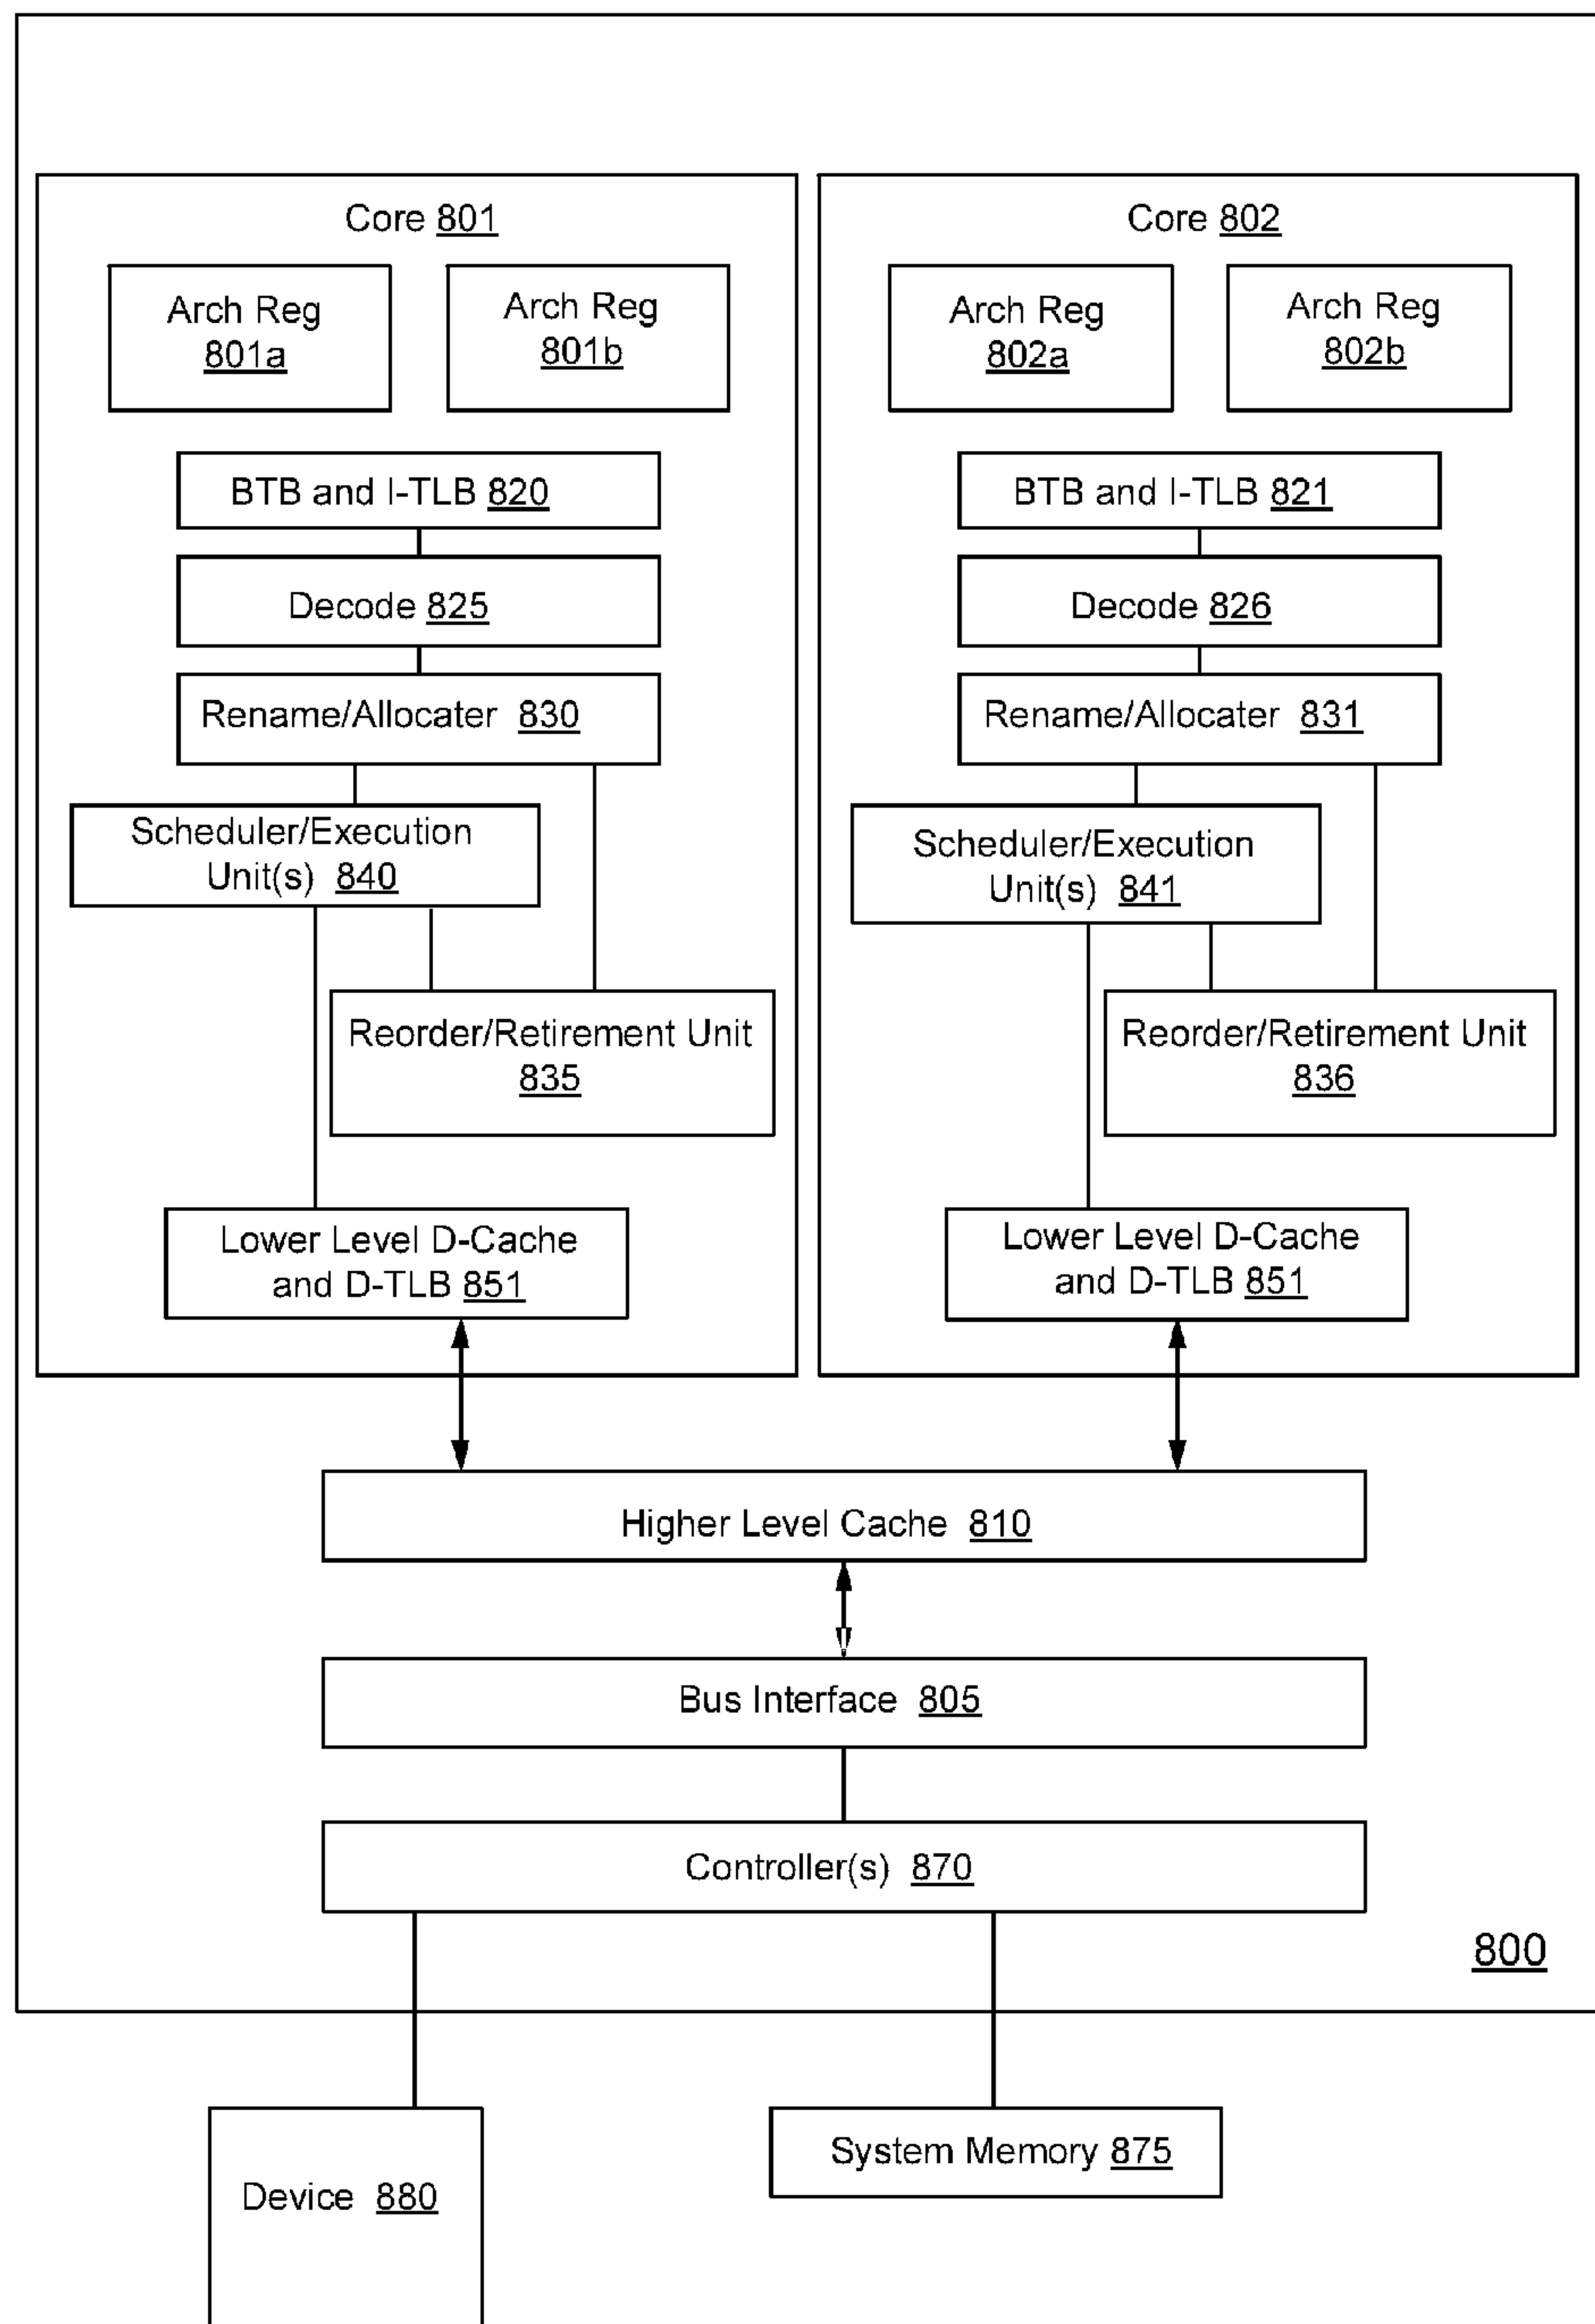 Core 801
Arch Reg
801a
Arch Reg
801b
BTB and I-TLB 820
Decode 825
Rename/Allocater 830
Scheduler/Execution
Unit(s) 840
Reorder/Retirement Unit
835
Lower Level D-Cache
and D-TLB 851
Core 802
Arch Reg
802a
Arch Reg
802b
BTB and I-TLB 821
Decode 826
Rename/Allocater 831
Scheduler/Execution
Unit(s) 841
Reorder/Retirement Unit
836
Lower Level D-Cache
and D-TLB 851
Higher Level Cache 810
Bus Interface 805
Controller(s) 870
800
System Memory 875
Device 880